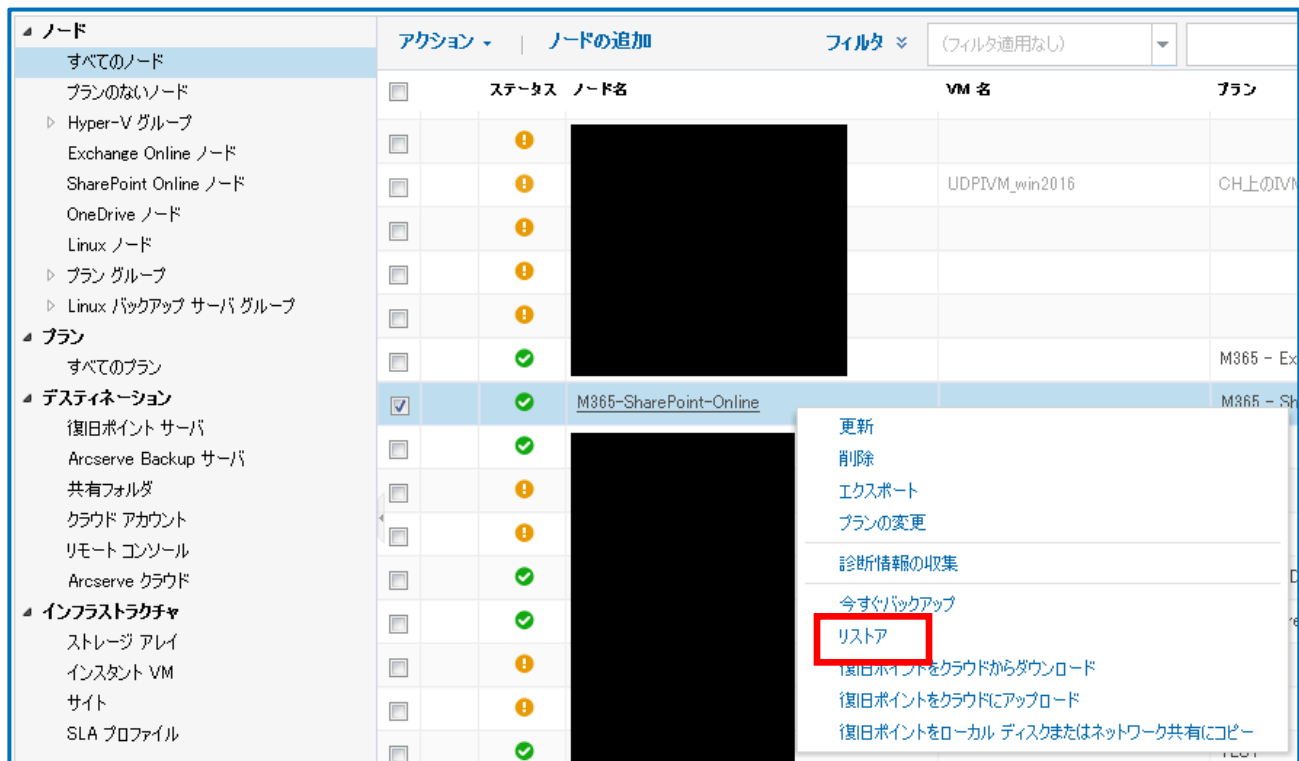 ノード
すべてのノード
プランのないノード
Hyper-V グループ
Exchange Online ノード
SharePoint Online ノード
OneDrive ノード
Linux ノード
プラン グループ
Linux バックアップ サーバ グループ
プラン
すべてのプラン
デスティネーション
復旧ポイント サーバ
Arcserve Backup サーバ
共有フォルダ
クラウド アカウント
リモート コンソール
Arcserve クラウド
インフラストラクチャ
ストレージ アレイ
インスタント VM
サイト
SLA プロファイル
アクション ノードの追加 フィルタ (フィルタ適用なし)
ステータス ノード名 VM 名 プラン
UDPIVM_win2016 CH上のIVM
M365 - Ex
M365-SharePoint-Online M365 - Sh
更新
削除
エクスポート
プランの変更
診断情報の収集
今すぐバックアップ
リストア
復旧ポイントをクラウドからダウンロード
復旧ポイントをクラウドにアップロード
復旧ポイントをローカル ディスクまたはネットワーク共有にコピー